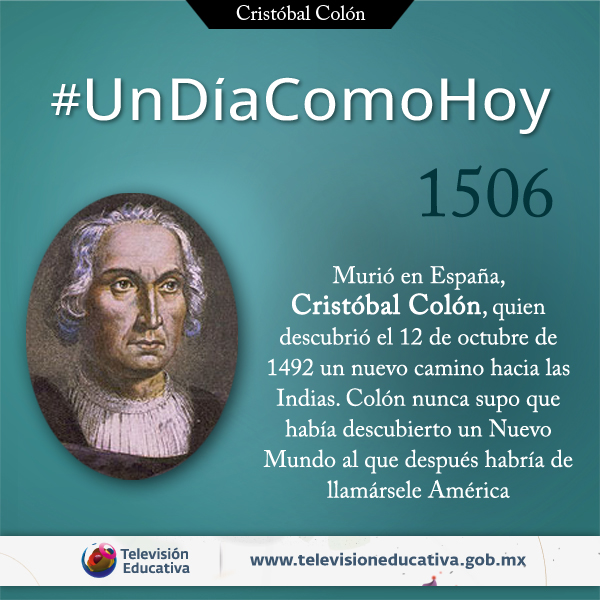 Cristóbal Colón
#UnDíaComoHoy
1506
Murió en España,
Cristóbal Colón, quien
descubrió el 12 de octubre de
1492 un nuevo camino hacia las
Indias. Colón nunca supo que
había descubierto un Nuevo
Mundo al que después habría de
llamársele América
Televisión
Educativa
www.televisioneducativa.gob.mx